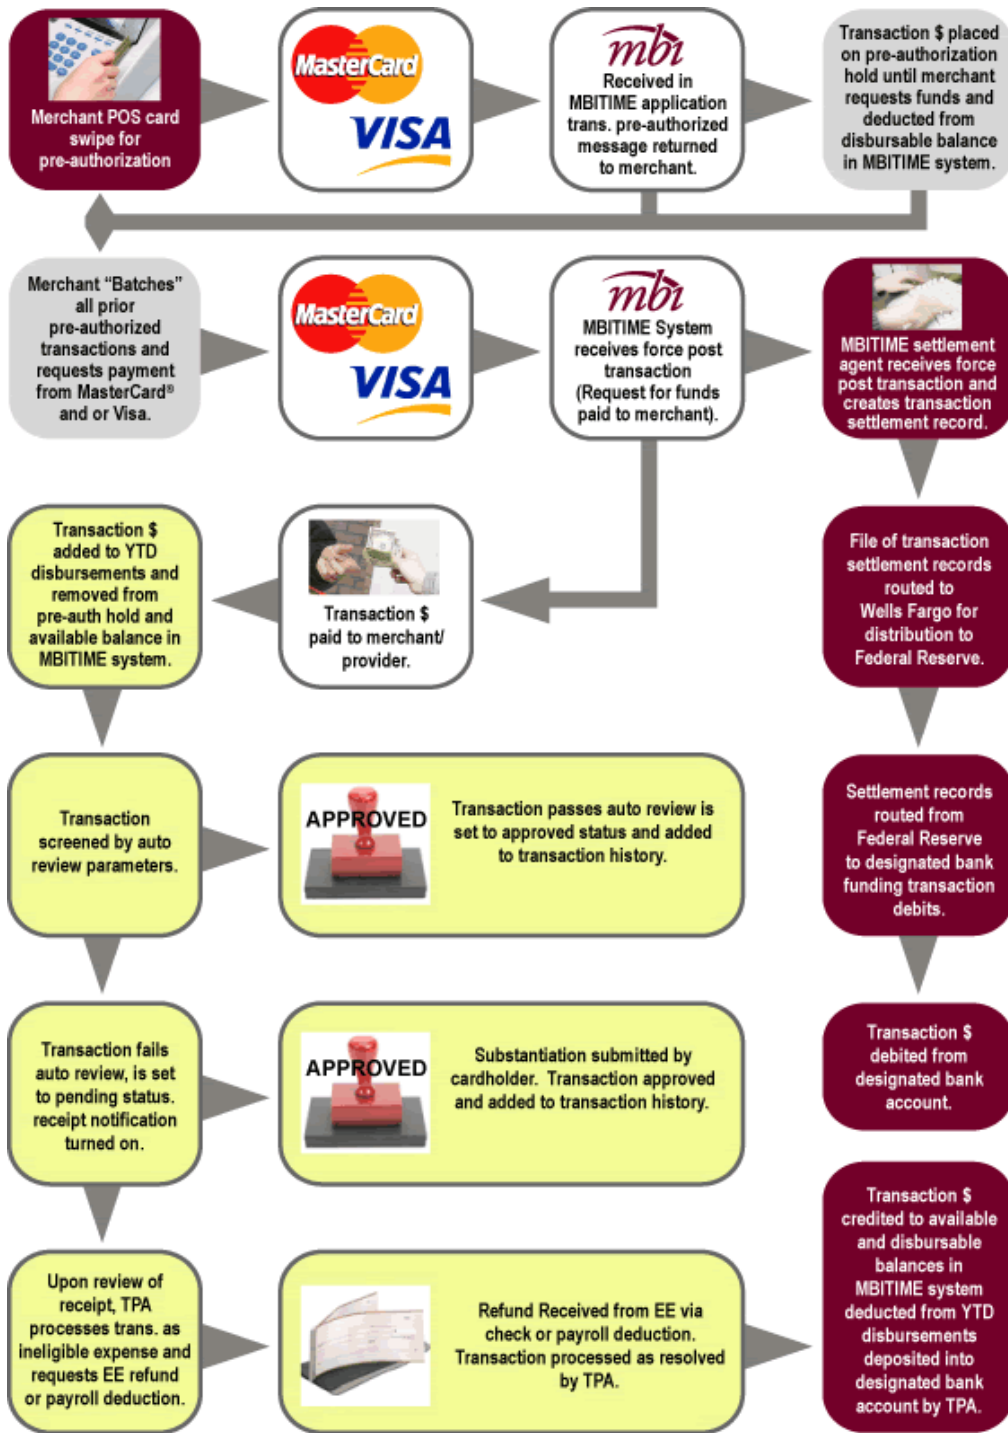 Merchant POS card
swipe for
pre-authorization
MasterCard
VISA
mbi
Received in
MBITIME application
trans. pre-authorized
message returned
to merchant.
Transaction $ placed
on pre-authorization
hold until merchant
requests funds and
deducted from
disbursable balance
in MBITIME system.
Merchant “Batches”
all prior
pre-authorized
transactions and
requests payment
from MasterCard®
and or Visa.
MasterCard
VISA
mbi
MBITIME System
receives force post
transaction
(Request for funds
paid to merchant).
MBITIME settlement
agent receives force
post transaction and
creates transaction
settlement record.
Transaction $
added to YTD
disbursements and
removed from
pre-auth hold and
available balance in
MBITIME system.
Transaction $
paid to merchant/
provider.
File of transaction
settlement records
routed to
Wells Fargo for
distribution to
Federal Reserve.
Transaction
screened by auto
review parameters.
APPROVED
Transaction passes auto review is
set to approved status and added
to transaction history.
Settlement records
routed from
Federal Reserve
to designated bank
funding transaction
debits.
Transaction fails
auto review, is set
to pending status.
receipt notification
turned on.
APPROVED
Substantiation submitted by
cardholder. Transaction approved
and added to transaction history.
Transaction $
debited from
designated bank
account.
Upon review of
receipt, TPA
processes trans. as
ineligible expense and
requests EE refund
or payroll deduction.
Refund Received from EE via
check or payroll deduction.
Transaction processed as resolved
by TPA.
Transaction $
credited to available
and disbursable
balances in
MBITIME system
deducted from YTD
disbursements
deposited into
designated bank
account by TPA.